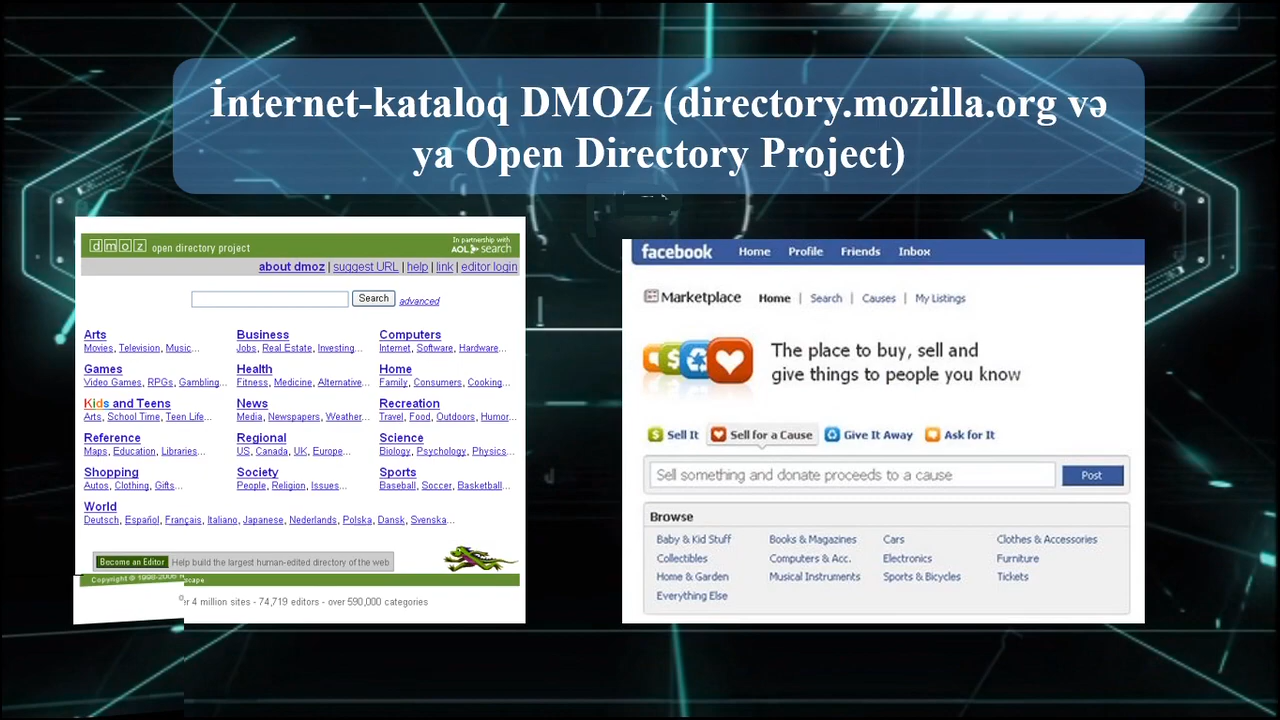 İnternet-kataloq DMOZ (directory.mozilla.org və
ya Open Directory Project)
dmoz open directory project
In partnership with
AOL search
about dmoz | suggest URL | help | link | editor login
Search advanced
Arts Business Computers
Movies, Television, Music... Jobs, Real Estate, Investing... Internet, Software, Hardware...
Games Health Home
Video Games, RPGs, Gambling... Fitness, Medicine, Alternative... Family, Consumers, Cooking...
Kids and Teens News Recreation
Arts, School Time, Teen Life... Media, Newspapers, Weather... Travel, Food, Outdoors, Humor...
Reference Regional Science
Maps, Education, Libraries... US, Canada, UK, Europe... Biology, Psychology, Physics...
Shopping Society Sports
Autos, Clothing, Gifts... People, Religion, Issues... Baseball, Soccer, Basketball...
World
Deutsch, Español, Français, Italiano, Japanese, Nederlands, Polska, Dansk, Svenska...
Become an Editor Help build the largest human-edited directory of the web
Copyright © 1998-2006
4 million sites - 74,719 editors - over 590,000 categories
facebook Home Profile Friends Inbox
Marketplace Home | Search | Causes | My Listings
The place to buy, sell and
give things to people you know
Sell It Sell for a Cause Give It Away Ask for It
Sell something and donate proceeds to a cause Post
Browse
Baby & Kid Stuff Books & Magazines Cars Clothes & Accessories
Collectibles Computers & Acc. Electronics Furniture
Home & Garden Musical Instruments Sports & Bicycles Tickets
Everything Else